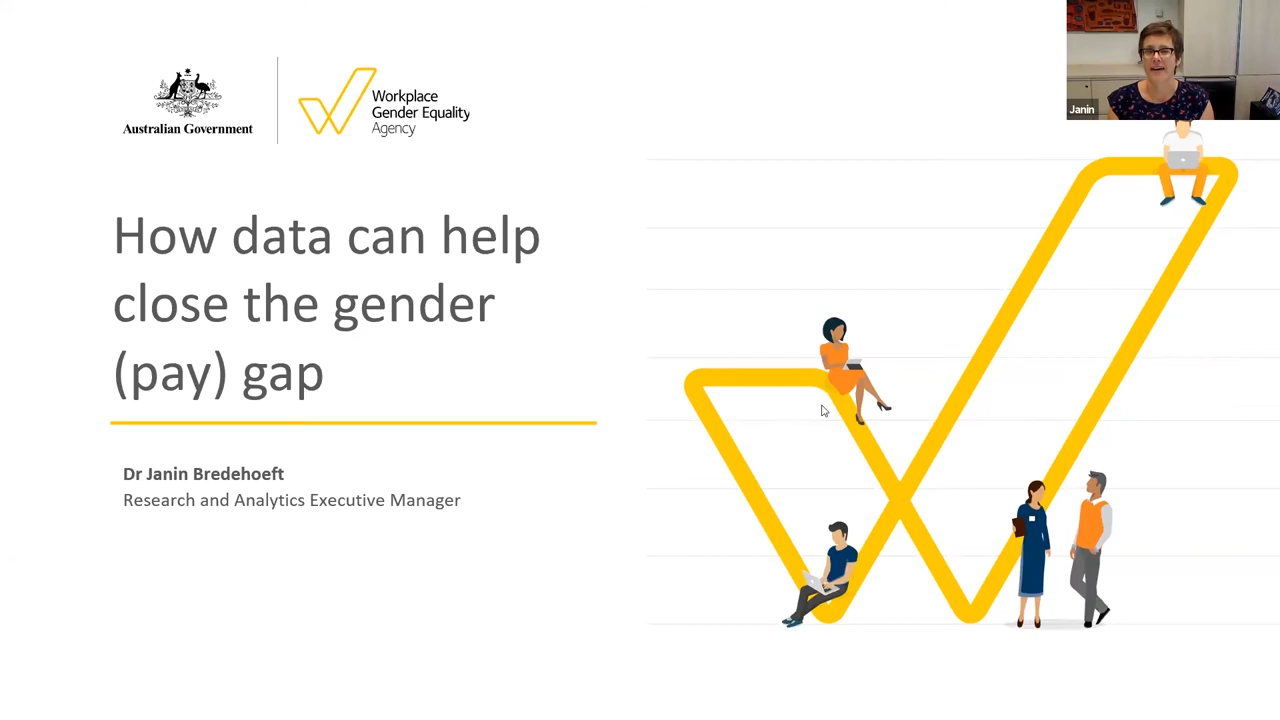 Australian Government
Workplace
Gender Equality
Agency
Janin
How data can help
close the gender
(pay) gap
Dr Janin Bredehoeft
Research and Analytics Executive Manager